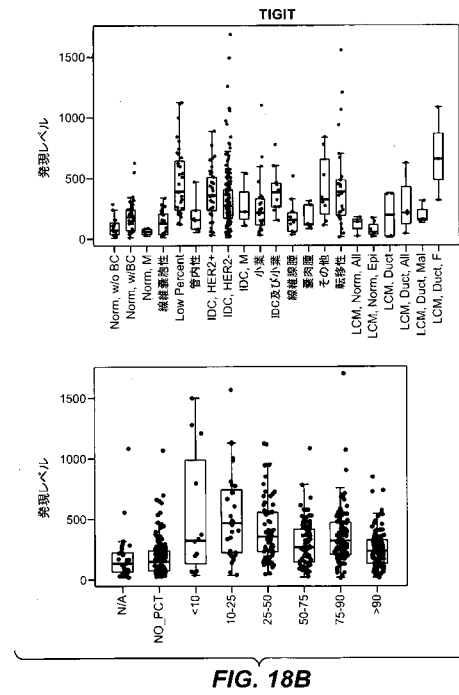 TIGIT
発現レベル
1500
1000
500
0
Norm, w/o BC
Norm, w/BC
Norm, M
線維嚢胞性
Low Percent
管内性
IDC, HER2+
IDC, HER2-
IDC, M
小葉
IDC及び小葉
線維腺腫
葉肉腫
その他
転移性
LCM, Norm, All
LCM, Norm, Epi
LCM, Duct
LCM, Duct, All
LCM, Duct, Mal
LCM, Duct, F
発現レベル
1500
1000
500
0
N/A
NO_PCT
<10
10-25
25-50
50-75
75-90
>90
FIG. 18B